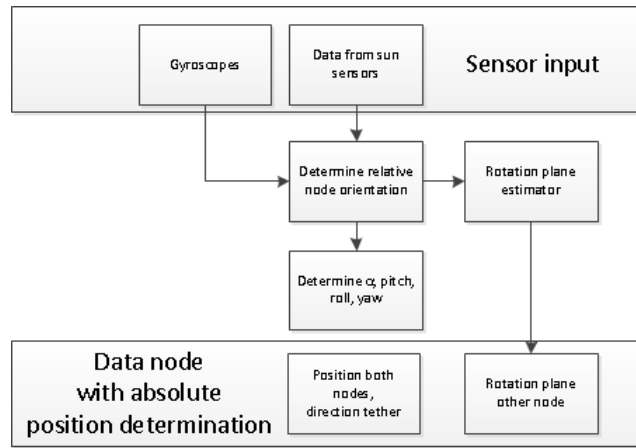 Gyroscopes
Data from sun
sensors
Sensor input
Determine relative
node orientation
Rotation plane
estimator
Determine α, pitch,
roll, yaw
Data node
with absolute
position determination
Position both
nodes,
direction tether
Rotation plane
other node